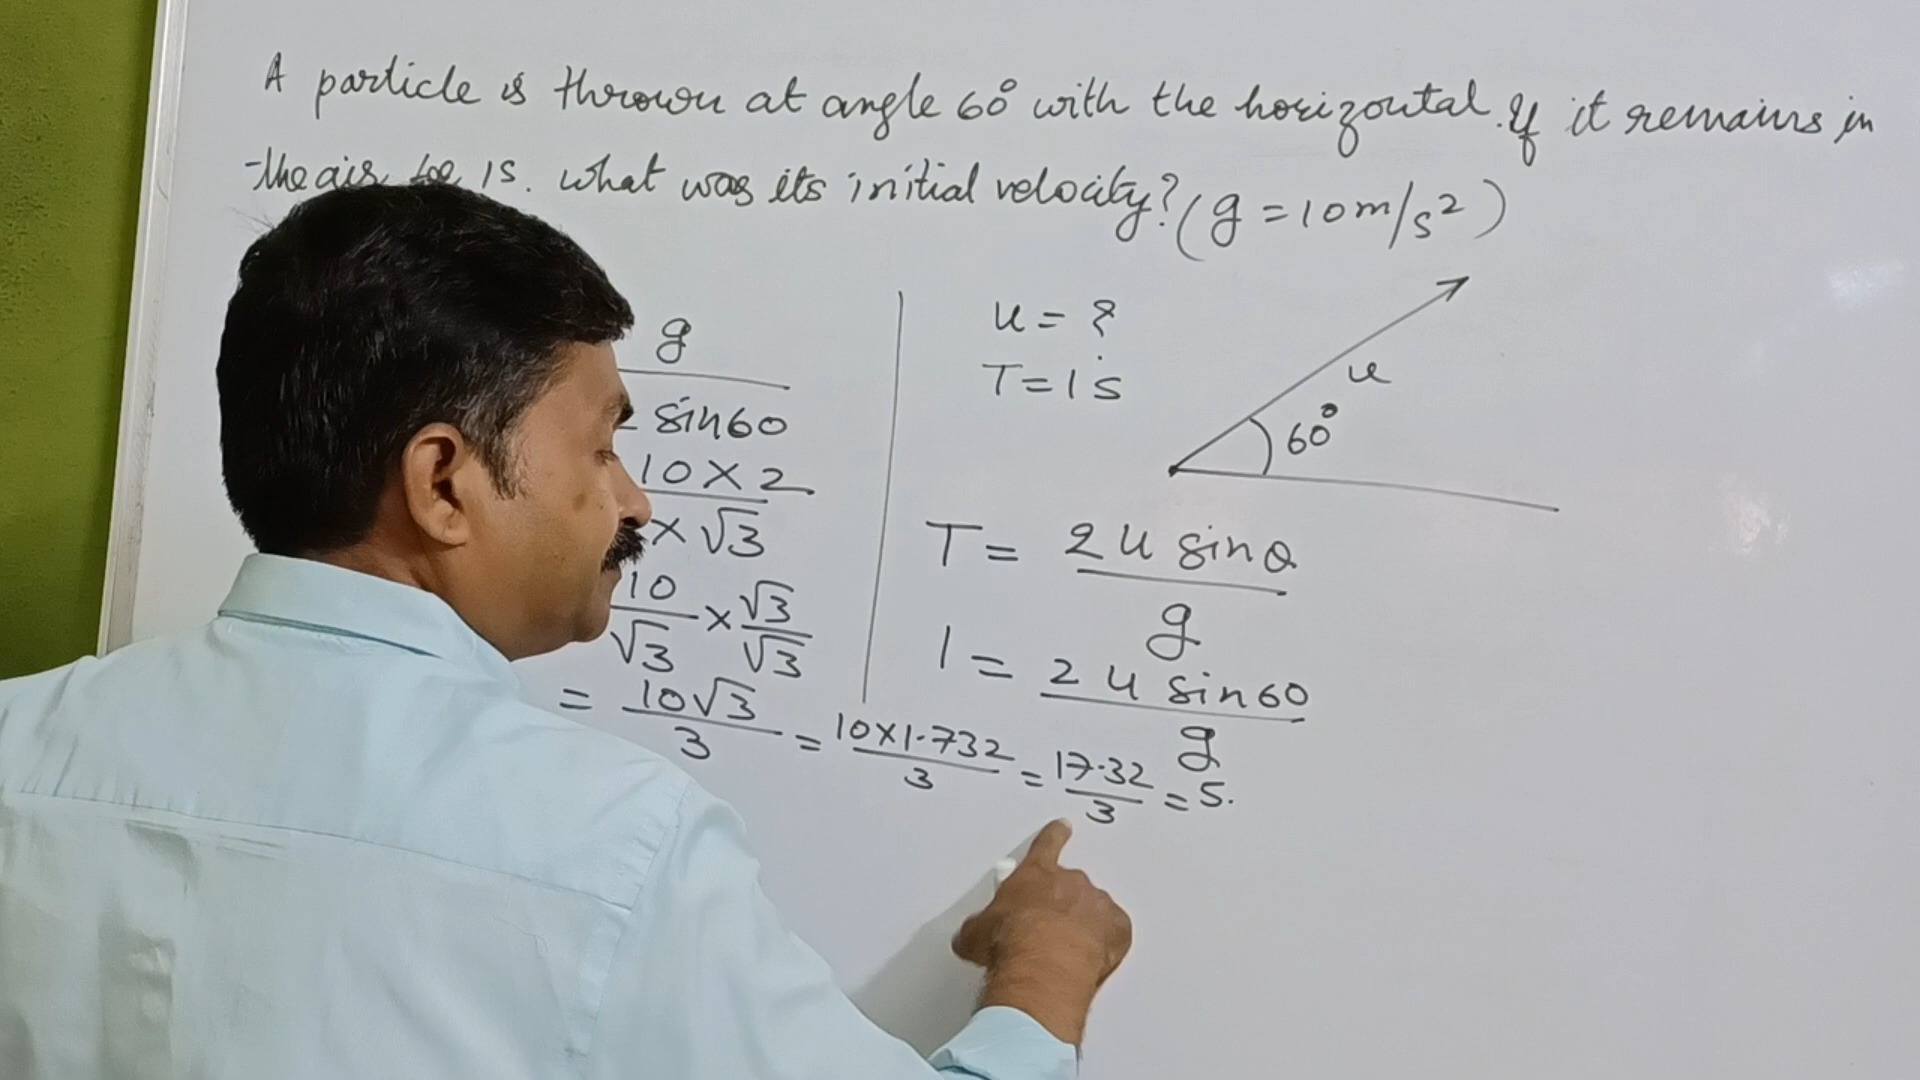 A particle is thrown at angle 60° with the horizontal. If it remains in
the air for 1s. what was its initial velocity? (g = 10m/s²)
g
sin60
10 × 2
× √3
10/√3 × √3/√3
= 10√3/3 = 10×1.732/3 = 17.32/3 = 5.
u = ?
T = 1s
u
60°
T = 2u sinθ/g
1 = 2u sin60/g